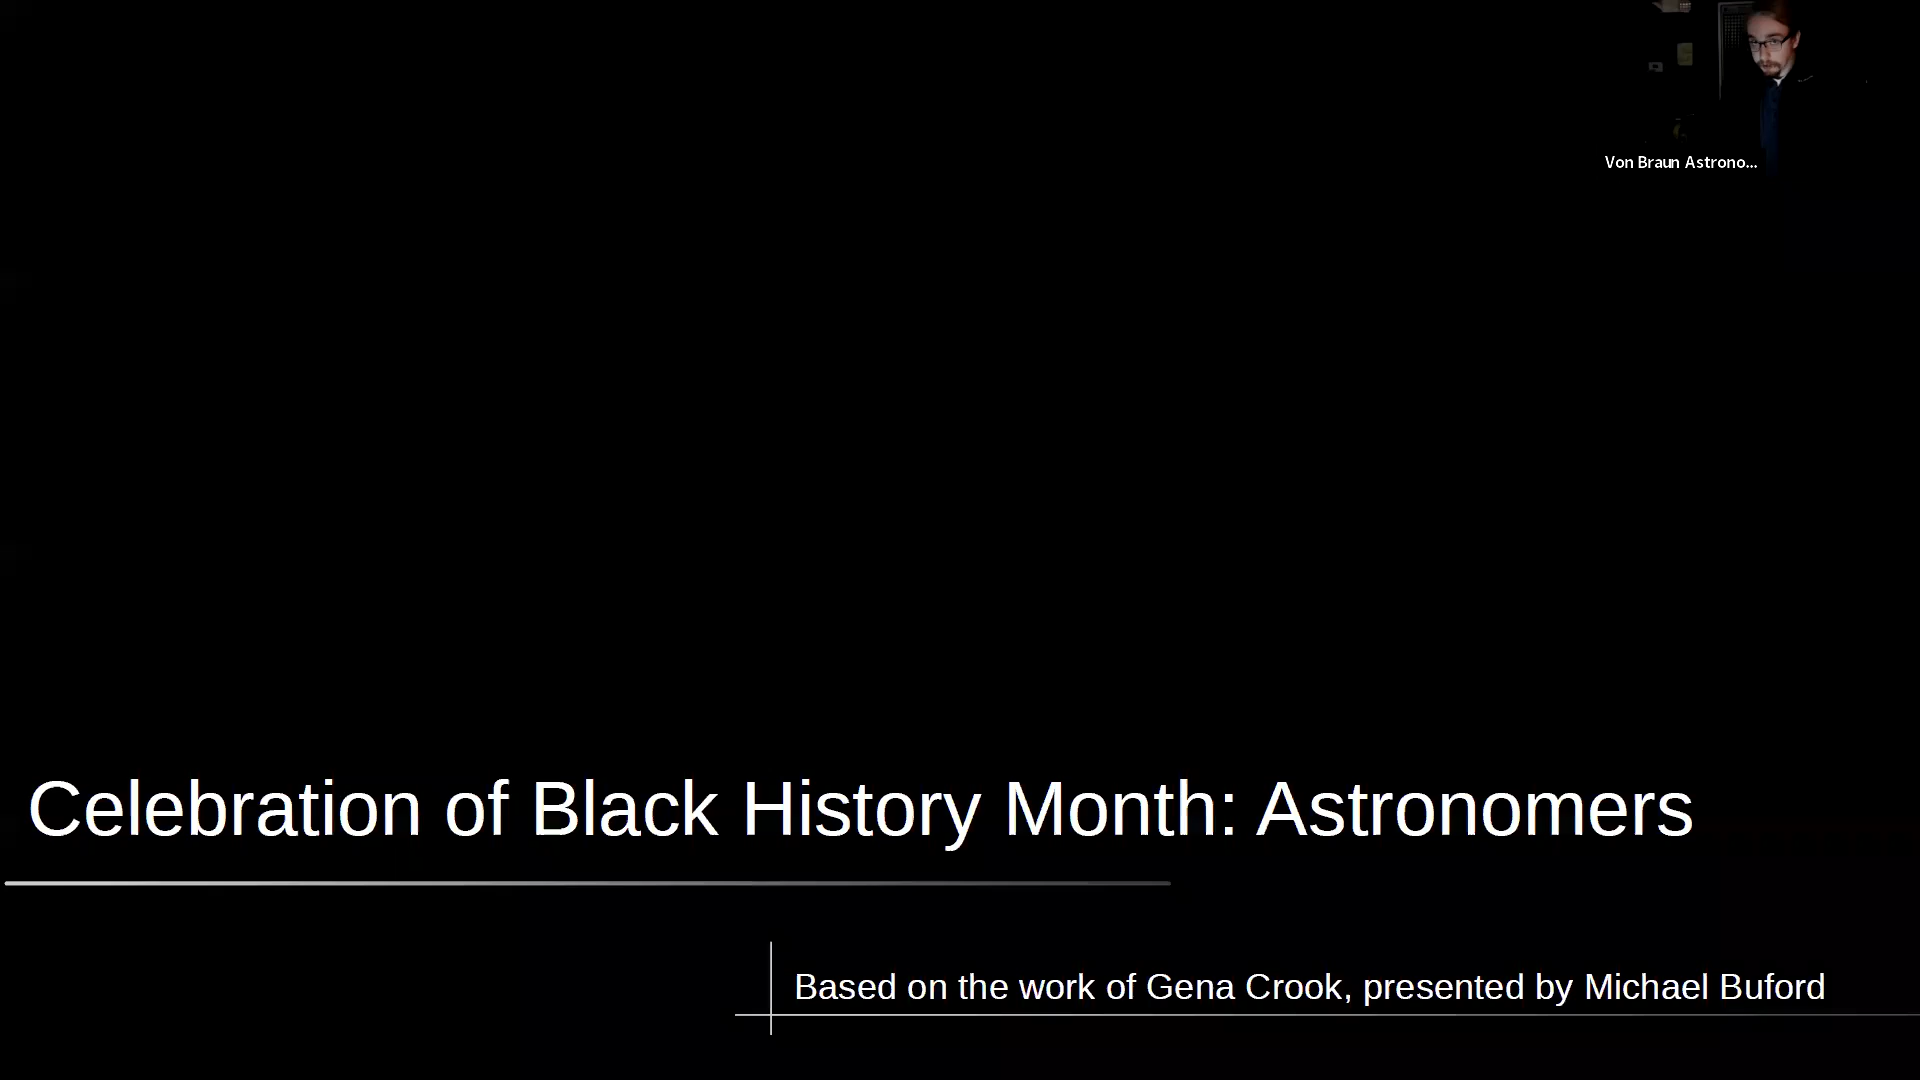 Von Braun Astrono...
Celebration of Black History Month: Astronomers
Based on the work of Gena Crook, presented by Michael Buford